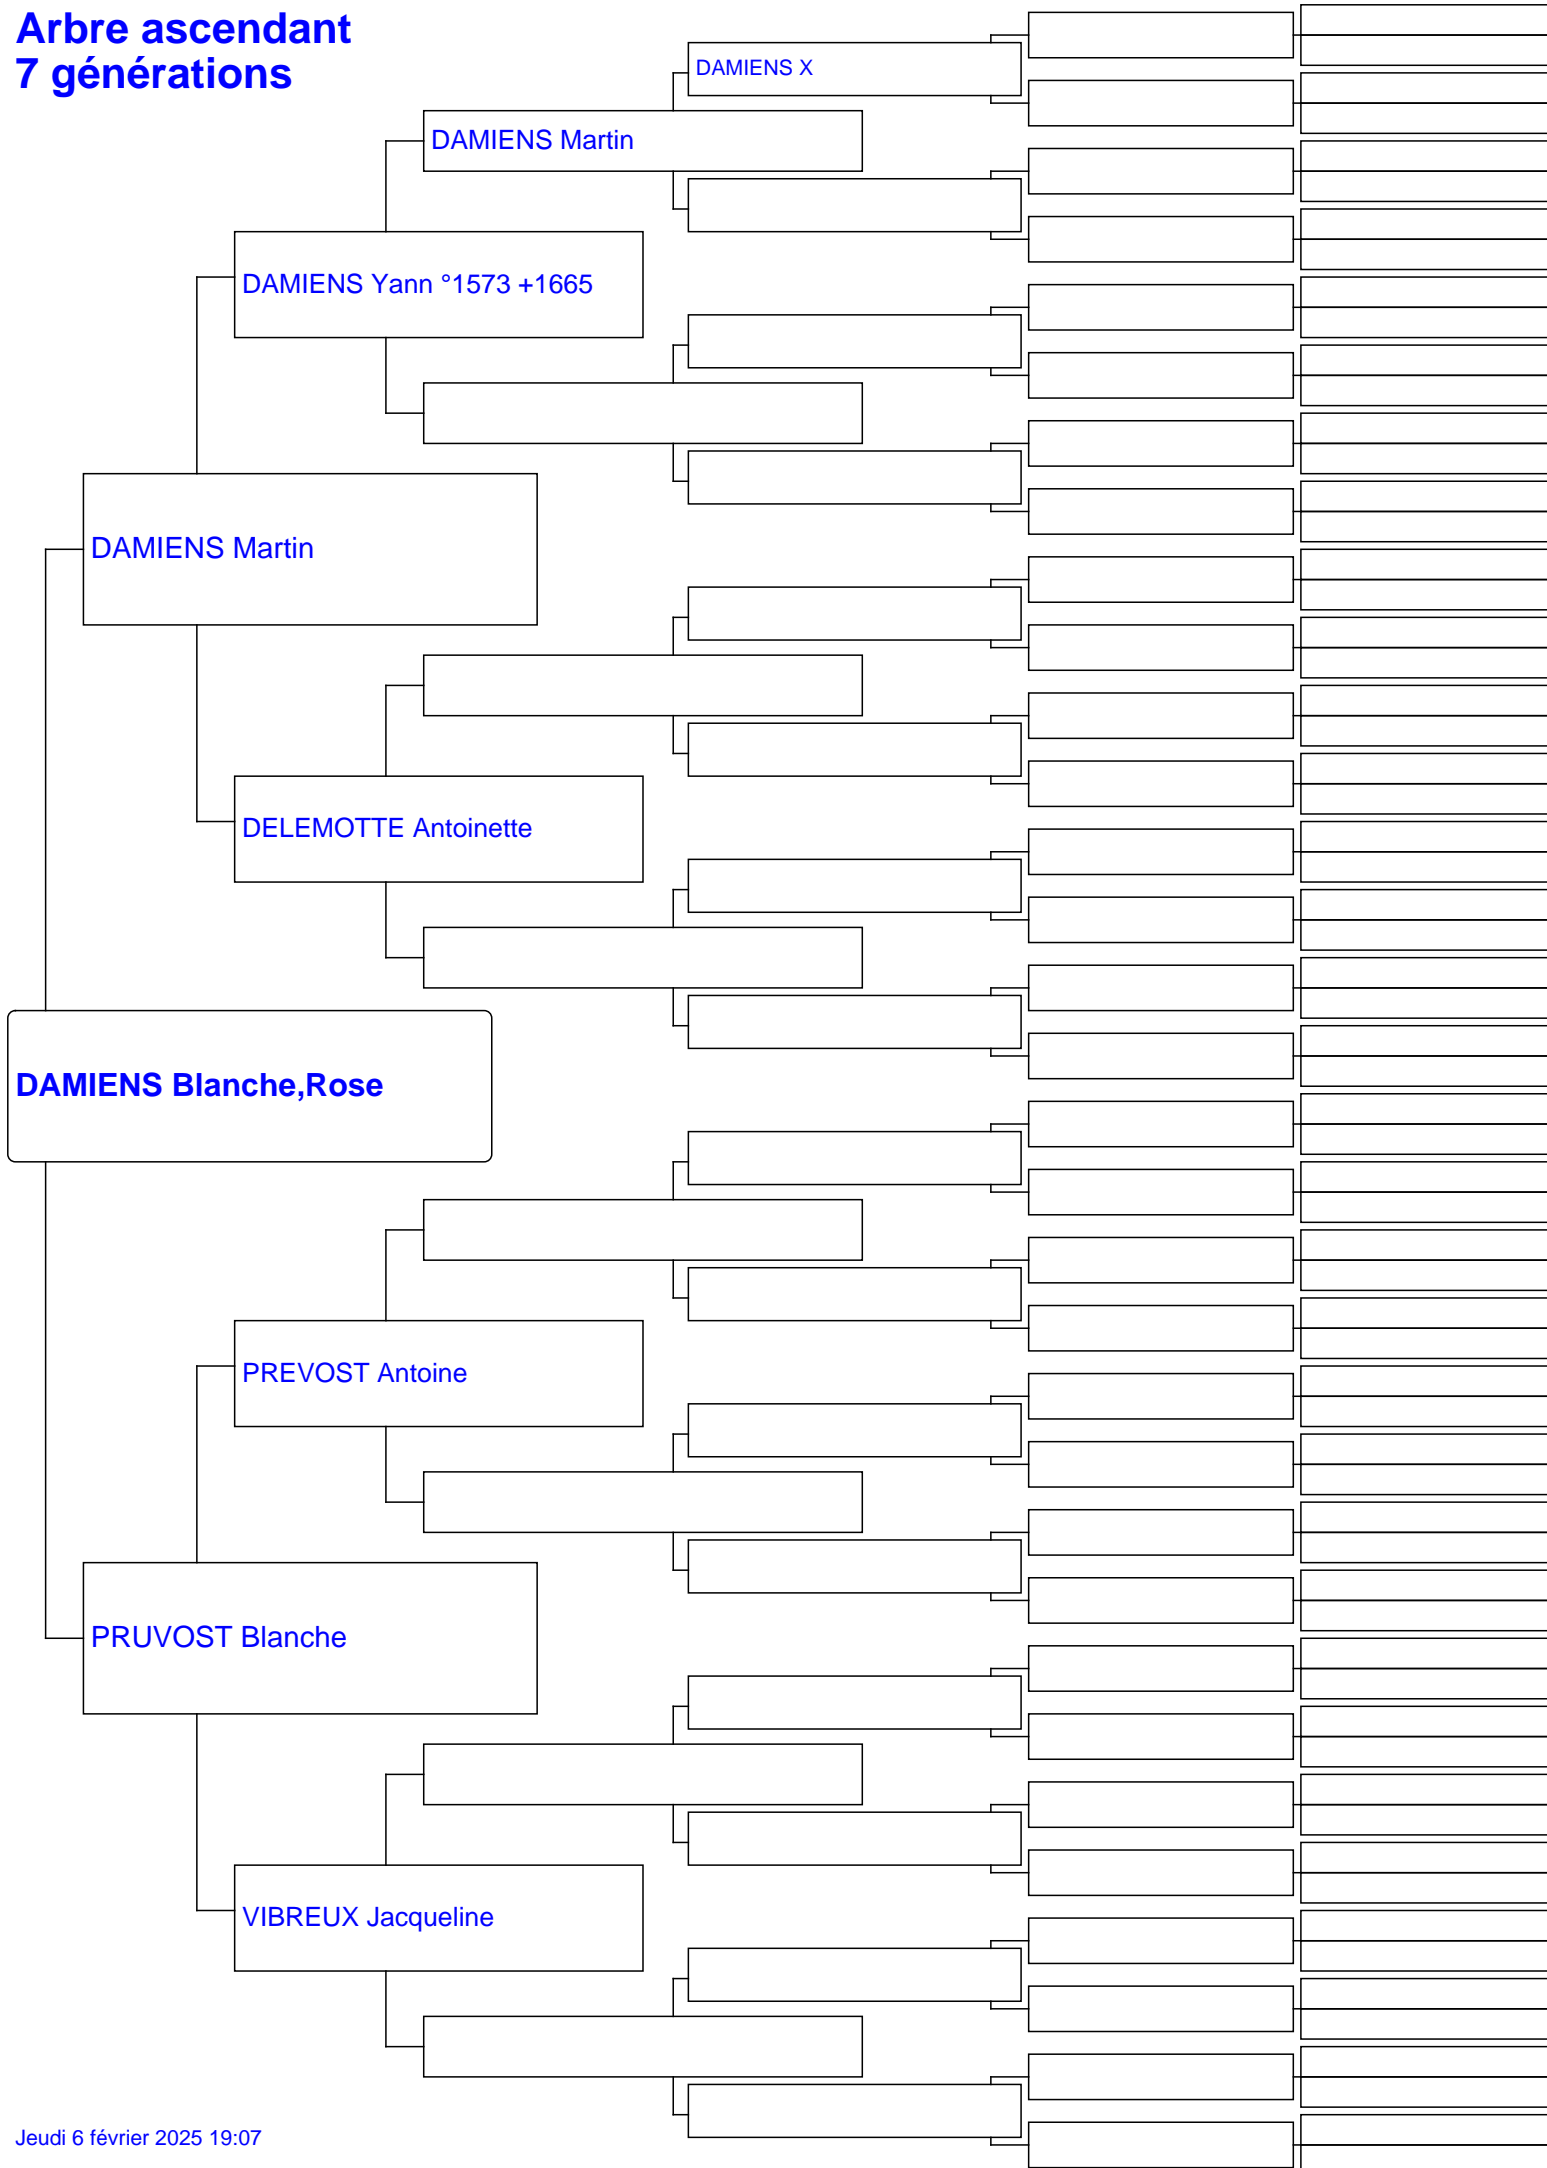 Arbre ascendant
7 générations
DAMIENS X
DAMIENS Martin
DAMIENS Yann °1573 +1665
DAMIENS Martin
DELEMOTTE Antoinette
DAMIENS Blanche,Rose
PREVOST Antoine
PRUVOST Blanche
VIBREUX Jacqueline
Jeudi 6 février 2025 19:07